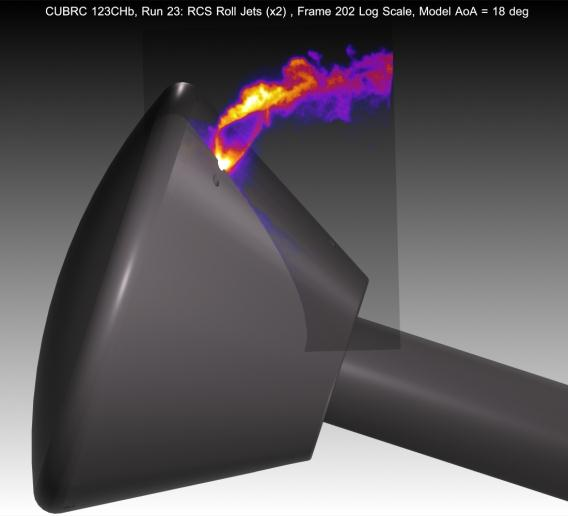 CUBRC 123CHb, Run 23: RCS Roll Jets (x2) , Frame 202 Log Scale, Model AoA = 18 deg